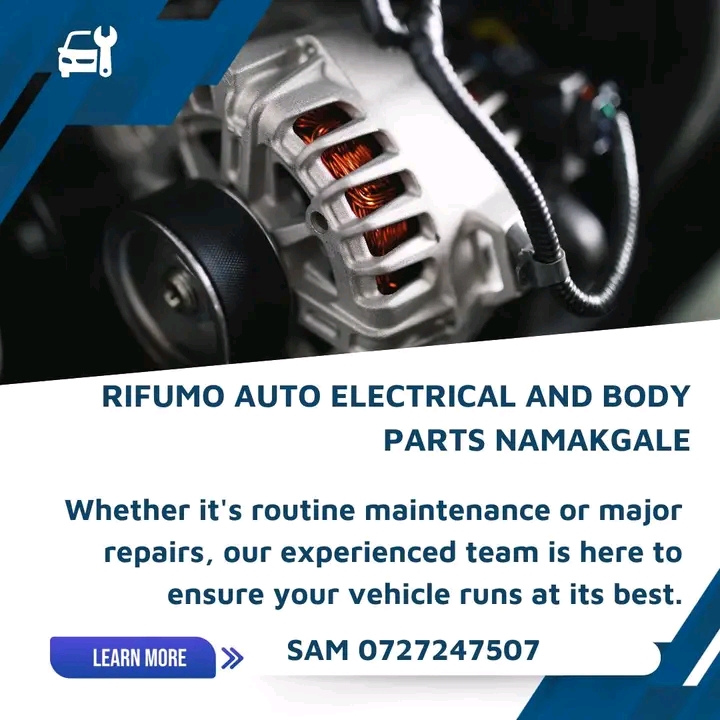 RIFUMO AUTO ELECTRICAL AND BODY
PARTS NAMAKGALE
Whether it's routine maintenance or major
repairs, our experienced team is here to
ensure your vehicle runs at its best.
LEARN MORE
SAM 0727247507